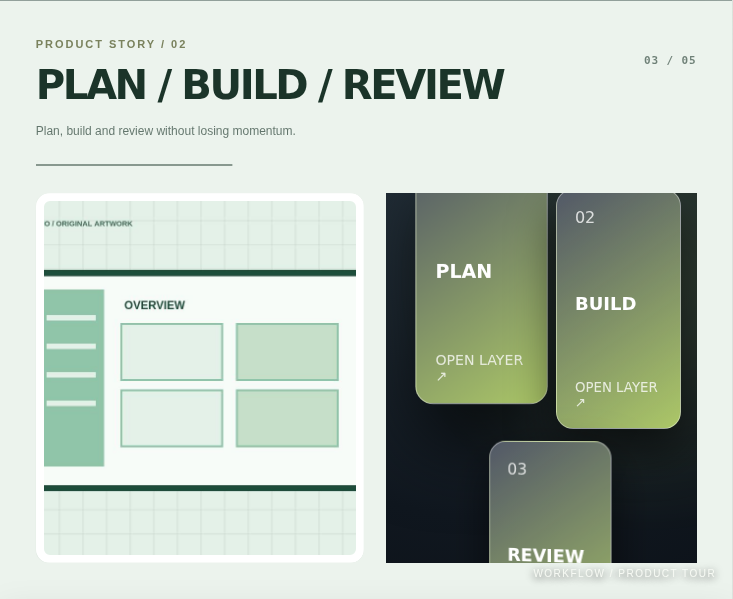 PRODUCT STORY / 02
03 / 05
PLAN / BUILD / REVIEW
Plan, build and review without losing momentum.
O / ORIGINAL ARTWORK
OVERVIEW
PLAN
OPEN LAYER
↗
02
BUILD
OPEN LAYER
↗
03
REVIEW
WORKFLOW / PRODUCT TOUR